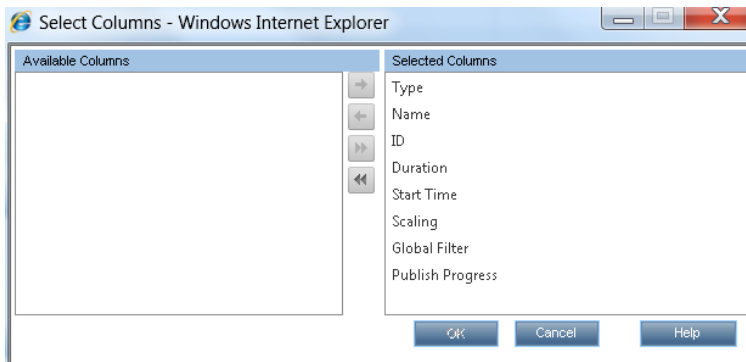 Select Columns - Windows Internet Explorer
Available Columns
Selected Columns
Type
Name
ID
Duration
Start Time
Scaling
Global Filter
Publish Progress
OK Cancel Help